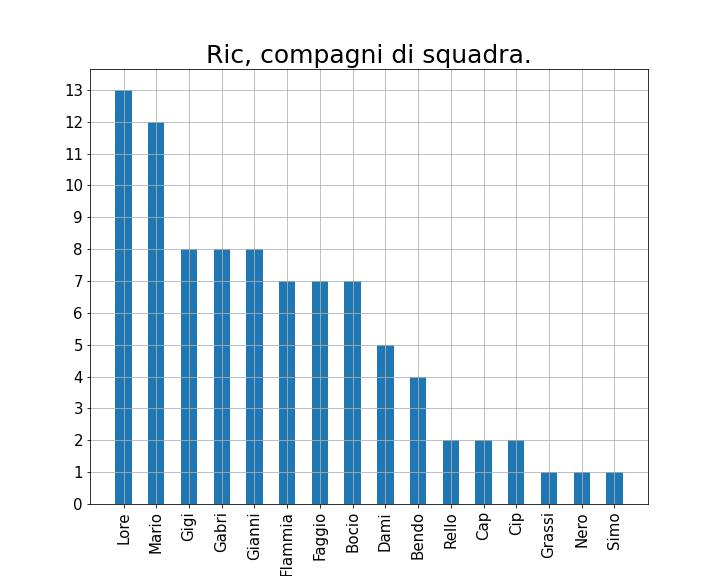 Ric, compagni di squadra.
13
12
11
10
9
8
7
6
5
4
3
2
1
0
Lore
Mario
Gigi
Gabri
Gianni
Flammia
Faggio
Bocio
Dami
Bendo
Rello
Cap
Cip
Grassi
Nero
Simo